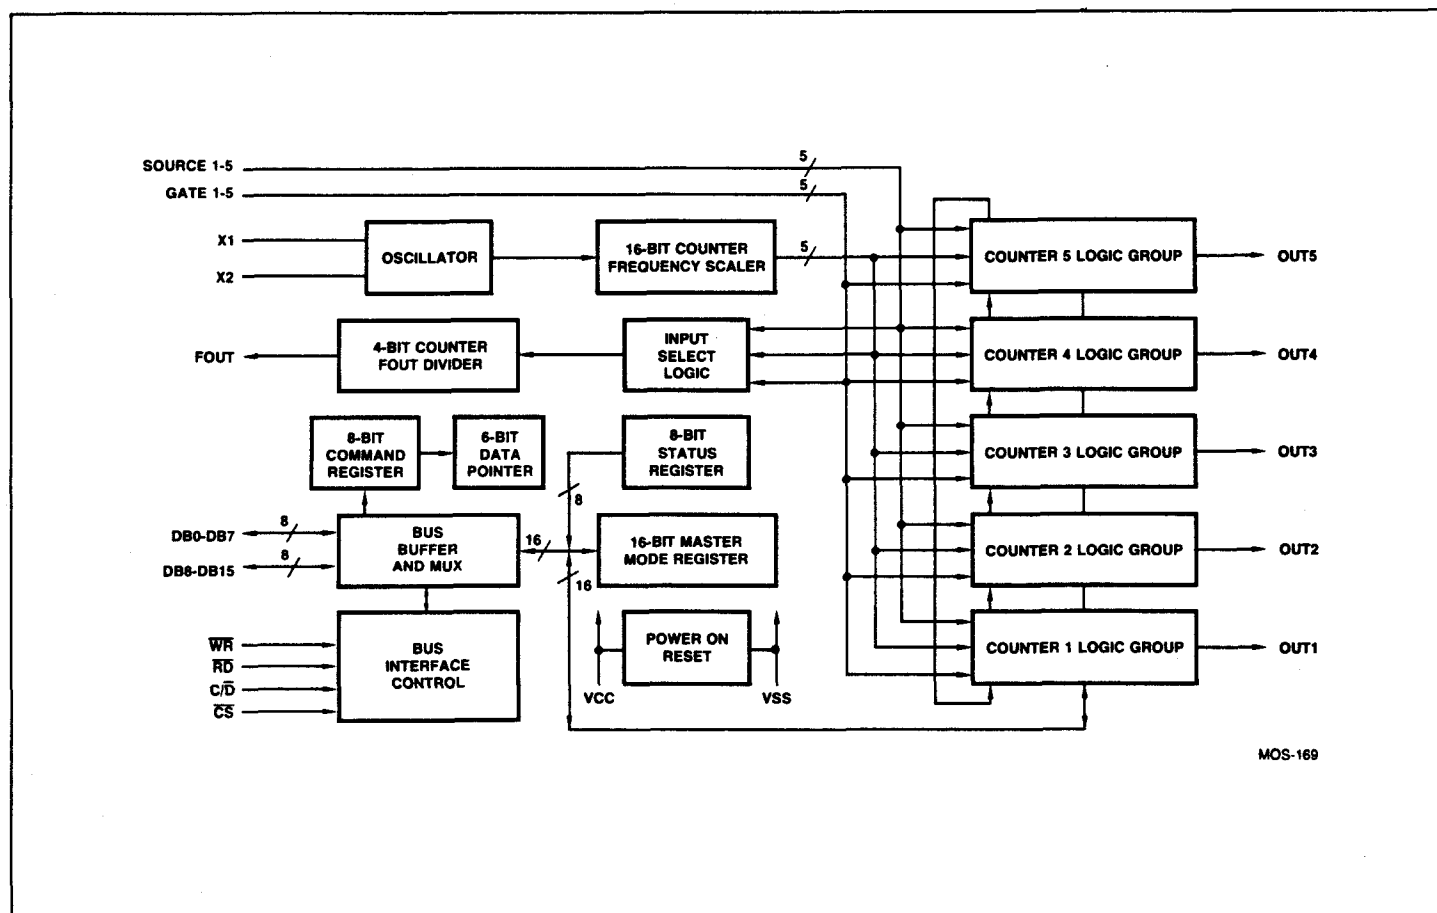 SOURCE 1-5
5
GATE 1-5
5
X1
X2
OSCILLATOR
16-BIT COUNTER
FREQUENCY SCALER
5
COUNTER 5 LOGIC GROUP
OUT5
FOUT
4-BIT COUNTER
FOUT DIVIDER
INPUT
SELECT
LOGIC
COUNTER 4 LOGIC GROUP
OUT4
8-BIT
COMMAND
REGISTER
6-BIT
DATA
POINTER
8-BIT
STATUS
REGISTER
8
COUNTER 3 LOGIC GROUP
OUT3
DB0-DB7
8
DB8-DB15
8
BUS
BUFFER
AND MUX
16
16
16-BIT MASTER
MODE REGISTER
COUNTER 2 LOGIC GROUP
OUT2
WR
RD
C/D
CS
BUS
INTERFACE
CONTROL
POWER ON
RESET
VCC
VSS
COUNTER 1 LOGIC GROUP
OUT1
MOS-169